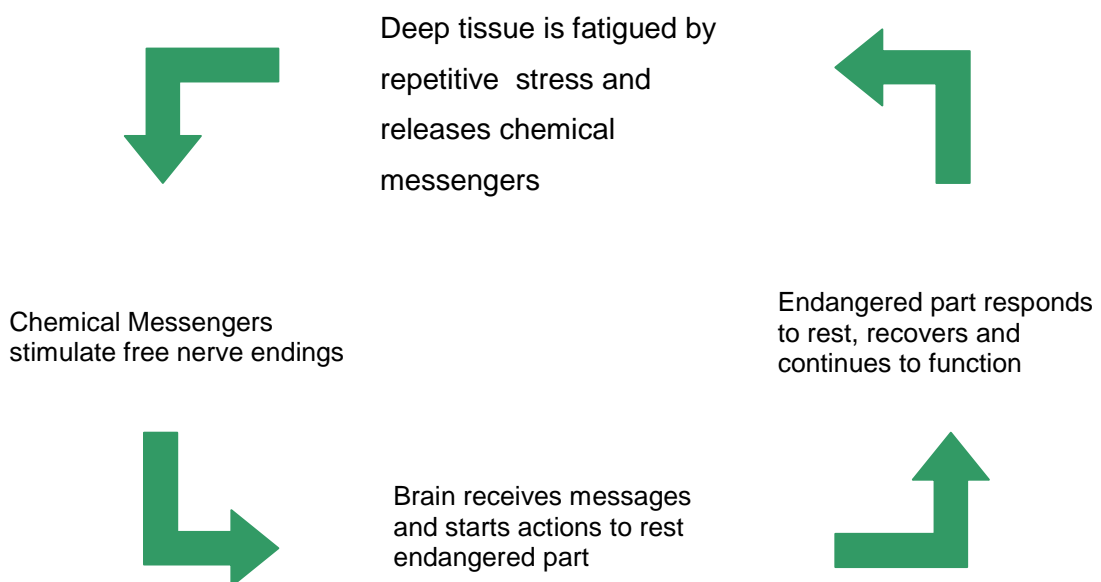 Deep tissue is fatigued by
repetitive  stress and
releases chemical
messengers
Chemical Messengers
stimulate free nerve endings
Brain receives messages
and starts actions to rest
endangered part
Endangered part responds
to rest, recovers and
continues to function